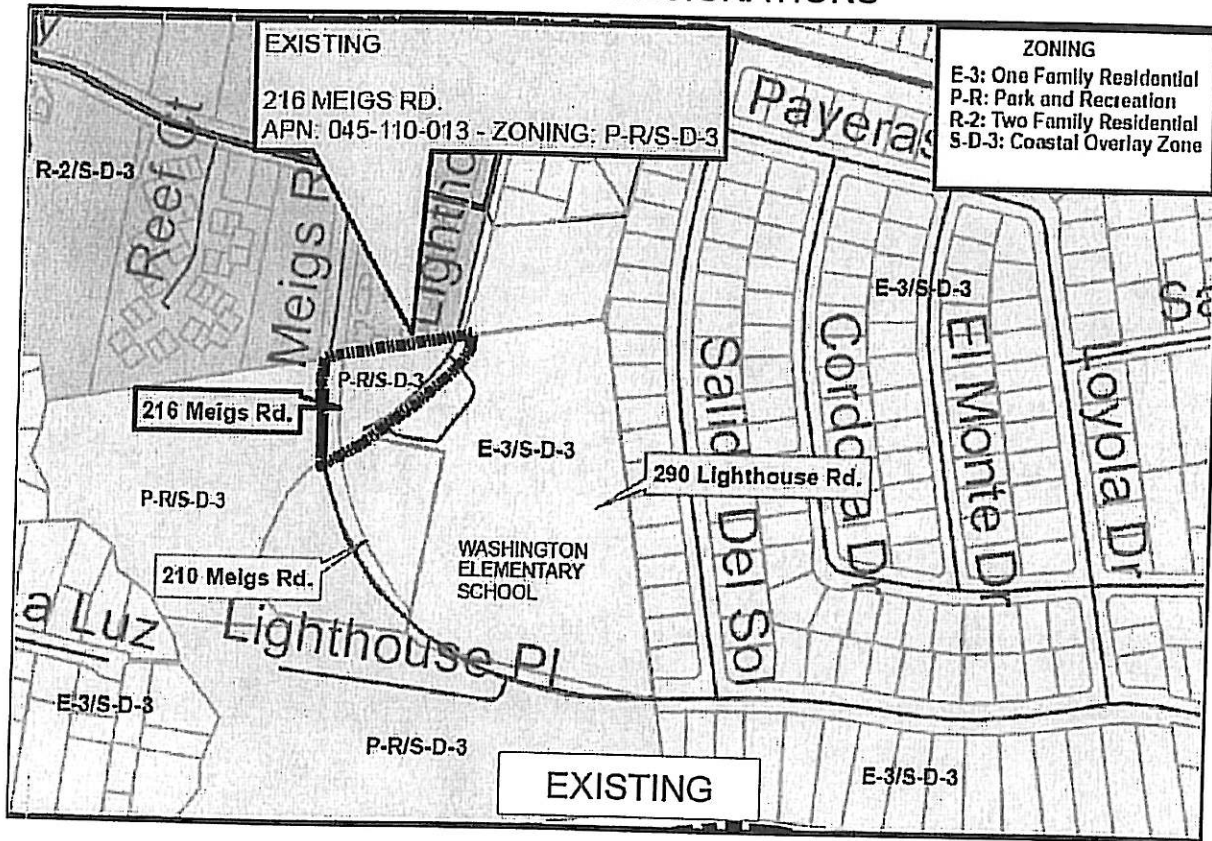 EXISTING
216 MEIGS RD.
APN: 045-110-013 - ZONING: P-R/S-D-3
ZONING
E-3: One Family Residential
P-R: Park and Recreation
R-2: Two Family Residential
S-D-3: Coastal Overlay Zone
y
R-2/S-D-3
Reef Ct
Meigs R
Lightho
Payeras
E-3/S-D-3
Salid Del Sol
Cordoba Dr
El Monte Dr
Loyola Dr
Sa
P-R/S-D-3
216 Meigs Rd.
E-3/S-D-3
290 Lighthouse Rd.
P-R/S-D-3
210 Meigs Rd.
WASHINGTON
ELEMENTARY
SCHOOL
a Luz
Lighthouse Pl
E-3/S-D-3
P-R/S-D-3
EXISTING
E-3/S-D-3